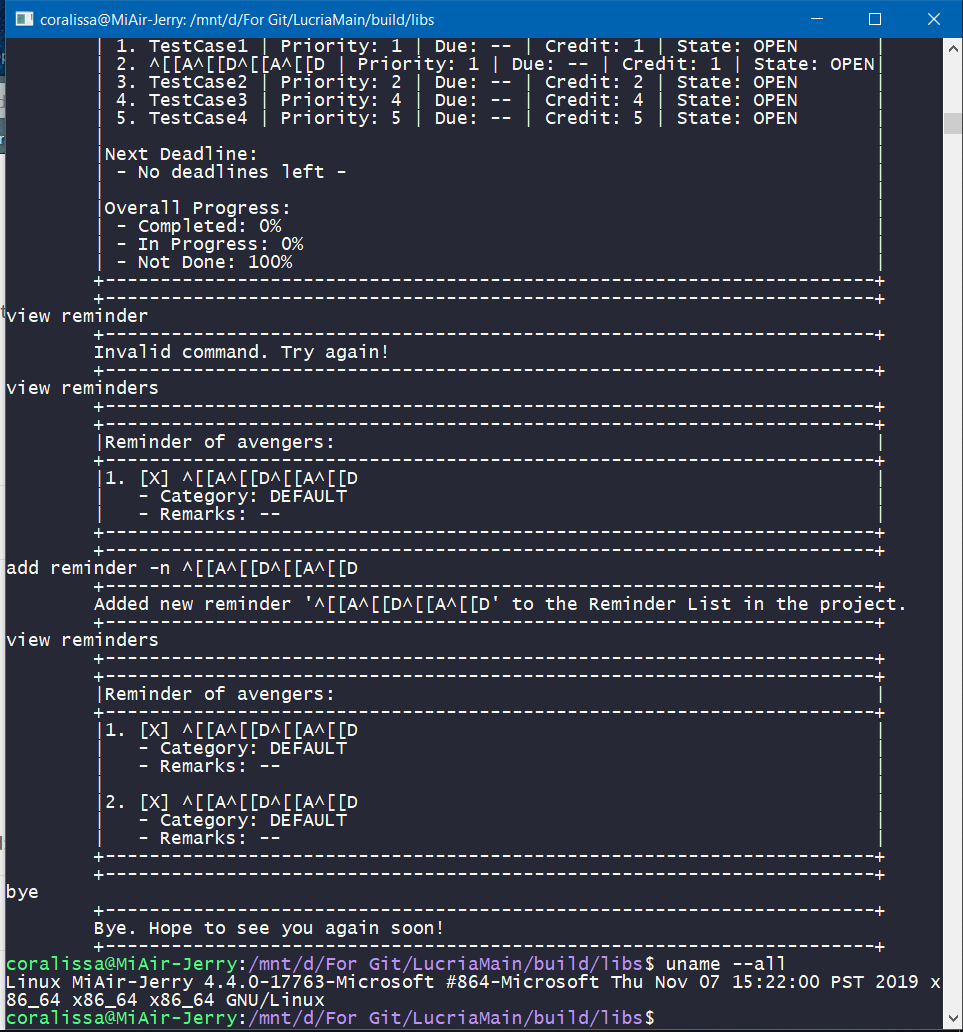 coralissa@MiAir-Jerry: /mnt/d/For Git/LucriaMain/build/libs
| 1. TestCase1 | Priority: 1 | Due: -- | Credit: 1 | State: OPEN       |
| 2. ^[[A^[[D^[[A^[[D | Priority: 1 | Due: -- | Credit: 1 | State: OPEN|
| 3. TestCase2 | Priority: 2 | Due: -- | Credit: 2 | State: OPEN       |
| 4. TestCase3 | Priority: 4 | Due: -- | Credit: 4 | State: OPEN       |
| 5. TestCase4 | Priority: 5 | Due: -- | Credit: 5 | State: OPEN       |
|                                                                      |
|Next Deadline:                                                        |
| - No deadlines left -                                                |
|                                                                      |
|Overall Progress:                                                     |
| - Completed: 0%                                                      |
| - In Progress: 0%                                                    |
| - Not Done: 100%                                                     |
+----------------------------------------------------------------------+
+----------------------------------------------------------------------+
view reminder
+----------------------------------------------------------------------+
Invalid command. Try again!
+----------------------------------------------------------------------+
view reminders
+----------------------------------------------------------------------+
+----------------------------------------------------------------------+
|Reminder of avengers:                                                 |
+----------------------------------------------------------------------+
|1. [X] ^[[A^[[D^[[A^[[D                                               |
|   - Category: DEFAULT                                                |
|   - Remarks: --                                                      |
+----------------------------------------------------------------------+
+----------------------------------------------------------------------+
add reminder -n ^[[A^[[D^[[A^[[D
+----------------------------------------------------------------------+
Added new reminder '^[[A^[[D^[[A^[[D' to the Reminder List in the project.
+----------------------------------------------------------------------+
view reminders
+----------------------------------------------------------------------+
+----------------------------------------------------------------------+
|Reminder of avengers:                                                 |
+----------------------------------------------------------------------+
|1. [X] ^[[A^[[D^[[A^[[D                                               |
|   - Category: DEFAULT                                                |
|   - Remarks: --                                                      |
|                                                                      |
|2. [X] ^[[A^[[D^[[A^[[D                                               |
|   - Category: DEFAULT                                                |
|   - Remarks: --                                                      |
+----------------------------------------------------------------------+
+----------------------------------------------------------------------+
bye
+----------------------------------------------------------------------+
Bye. Hope to see you again soon!
+----------------------------------------------------------------------+
coralissa@MiAir-Jerry:/mnt/d/For Git/LucriaMain/build/libs$ uname --all
Linux MiAir-Jerry 4.4.0-17763-Microsoft #864-Microsoft Thu Nov 07 15:22:00 PST 2019 x
86_64 x86_64 x86_64 GNU/Linux
coralissa@MiAir-Jerry:/mnt/d/For Git/LucriaMain/build/libs$